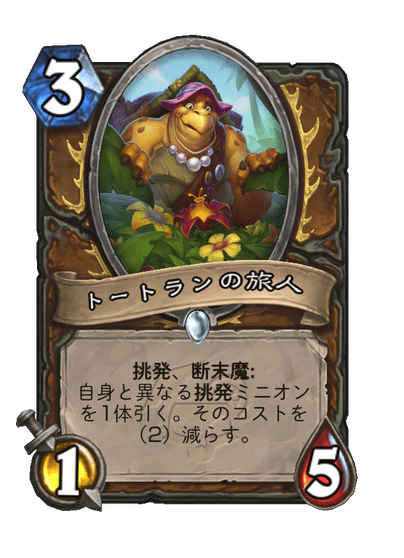 3
トートランの旅人
挑発、断末魔:
自身と異なる挑発ミニオン
を1体引く。そのコストを
（2）減らす。
1
5